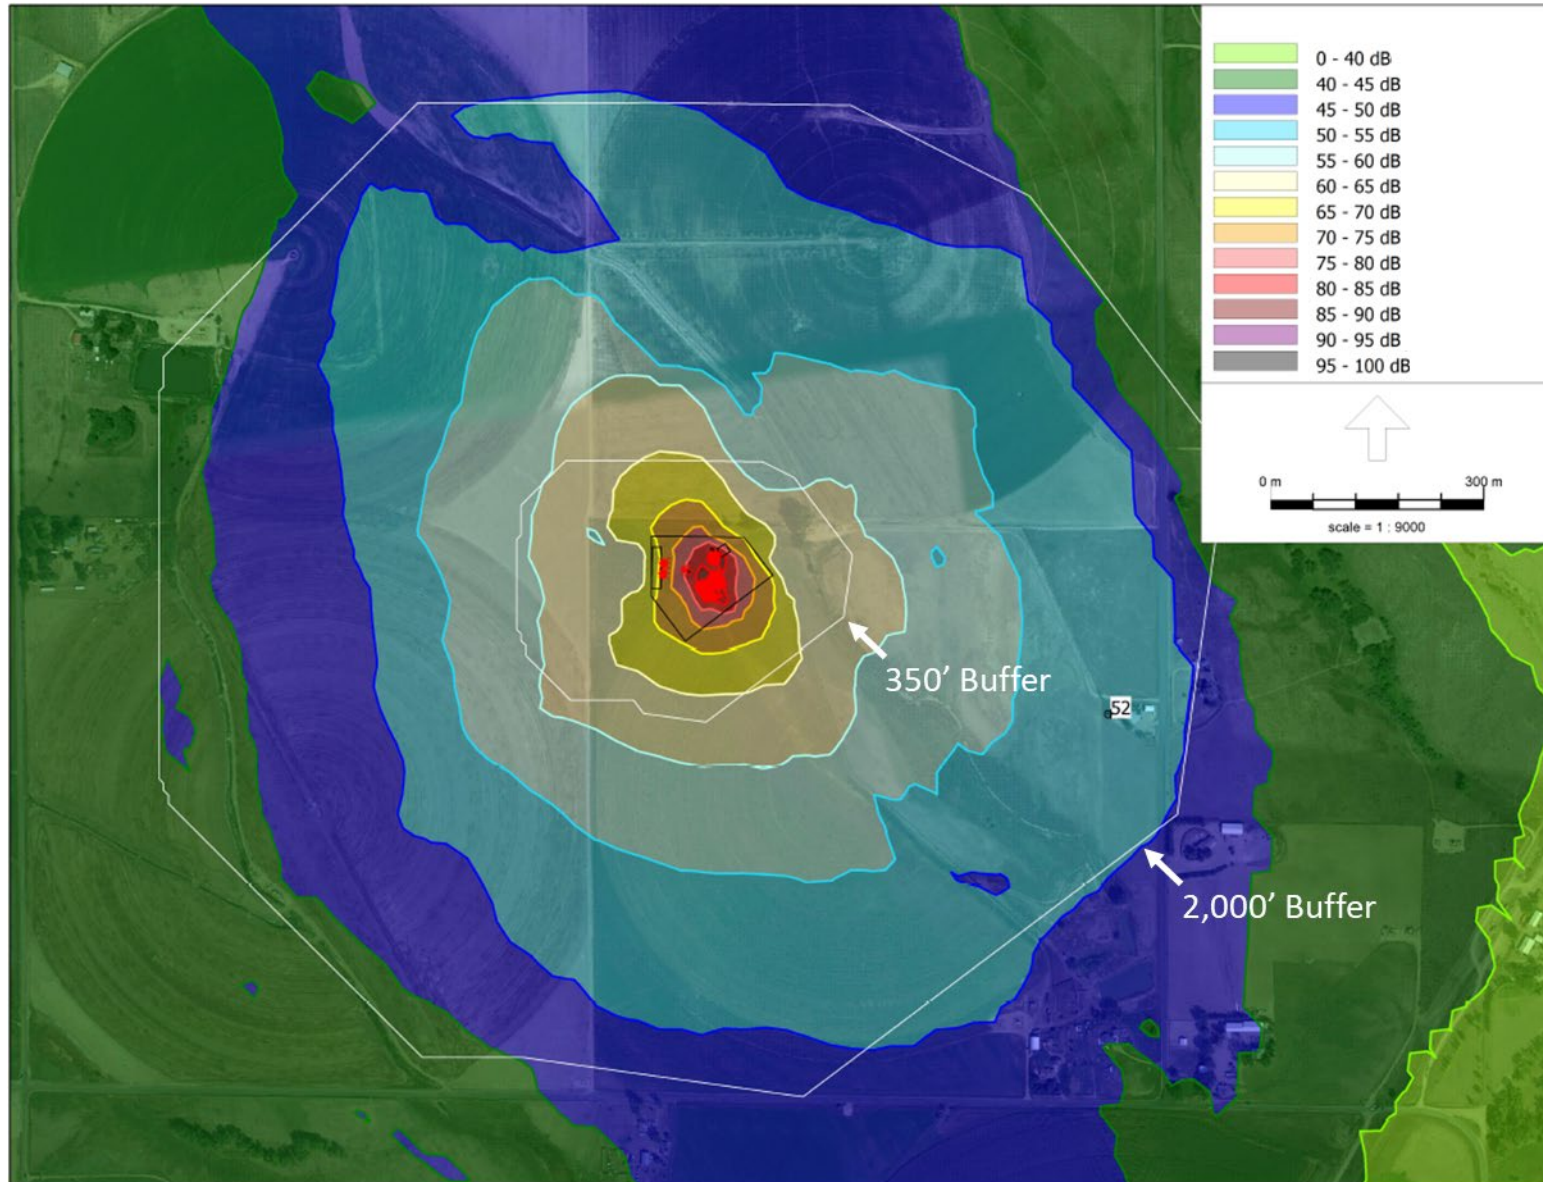 0 - 40 dB
40 - 45 dB
45 - 50 dB
50 - 55 dB
55 - 60 dB
60 - 65 dB
65 - 70 dB
70 - 75 dB
75 - 80 dB
80 - 85 dB
85 - 90 dB
90 - 95 dB
95 - 100 dB
0 m 300 m
scale = 1 : 9000
350’ Buffer
52
2,000’ Buffer